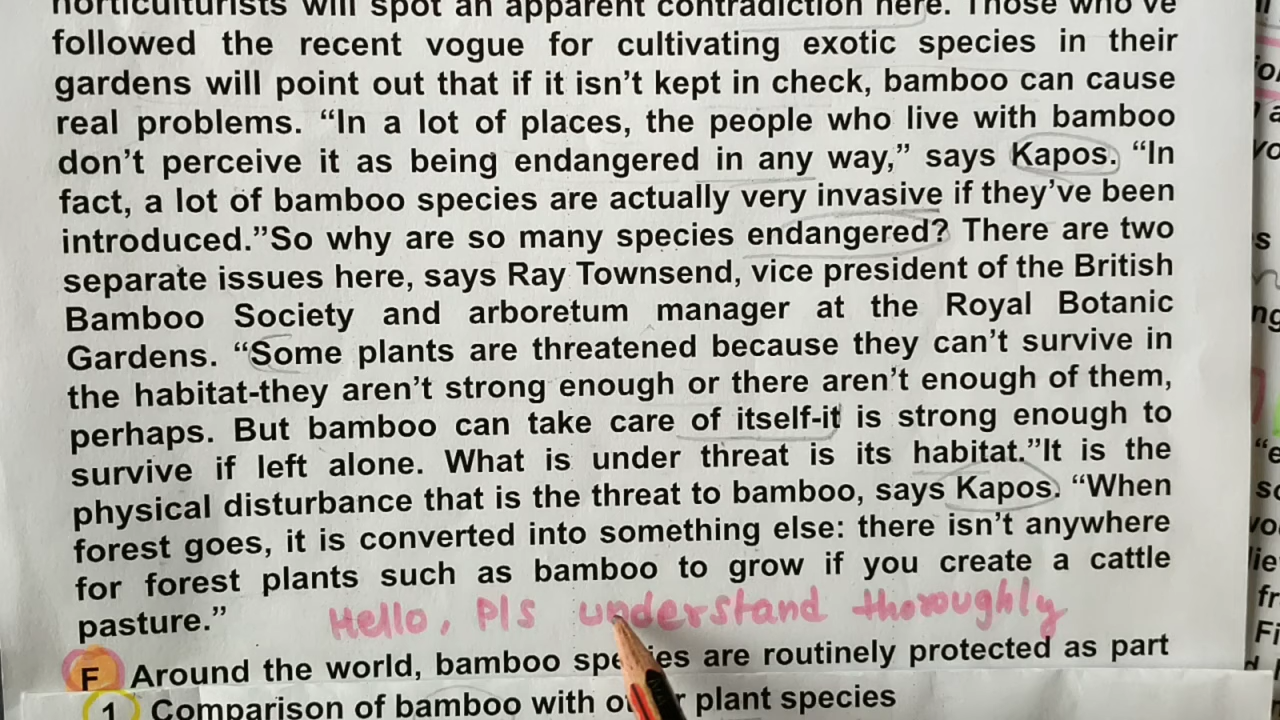 horticulturists will spot an apparent contradiction here. Those who've
followed the recent vogue for cultivating exotic species in their
gardens will point out that if it isn't kept in check, bamboo can cause
real problems. “In a lot of places, the people who live with bamboo
don't perceive it as being endangered in any way,” says Kapos. “In
fact, a lot of bamboo species are actually very invasive if they've been
introduced.”So why are so many species endangered? There are two
separate issues here, says Ray Townsend, vice president of the British
Bamboo Society and arboretum manager at the Royal Botanic
Gardens. “Some plants are threatened because they can't survive in
the habitat-they aren't strong enough or there aren't enough of them,
perhaps. But bamboo can take care of itself-it is strong enough to
survive if left alone. What is under threat is its habitat.”It is the
physical disturbance that is the threat to bamboo, says Kapos. “When
forest goes, it is converted into something else: there isn't anywhere
for forest plants such as bamboo to grow if you create a cattle
pasture.”
Hello, Pls understand thoroughly
F Around the world, bamboo species are routinely protected as part
1 Comparison of bamboo with other plant species